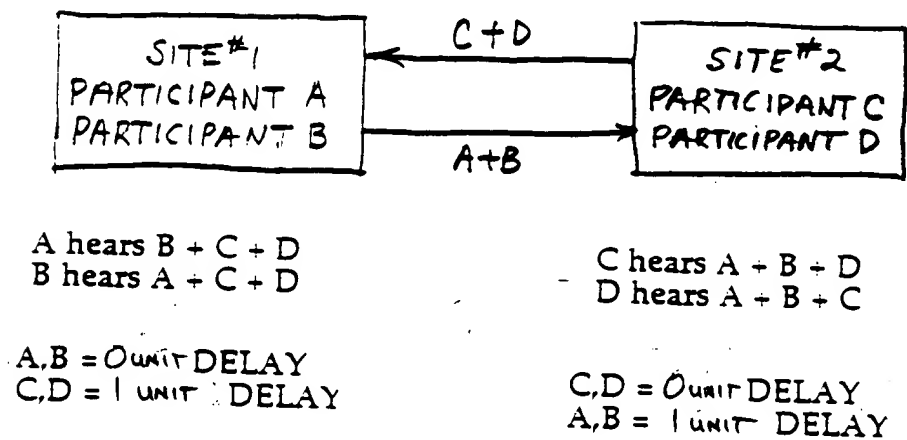 C+D
SITE#1
PARTICIPANT A
PARTICIPANT B
SITE#2
PARTICIPANT C
PARTICIPANT D
A+B
A hears B + C + D
B hears A + C + D
A,B = 0 UNIT DELAY
C,D = 1 UNIT DELAY
C hears A + B + D
D hears A + B + C
C,D = 0 UNIT DELAY
A,B = 1 UNIT DELAY